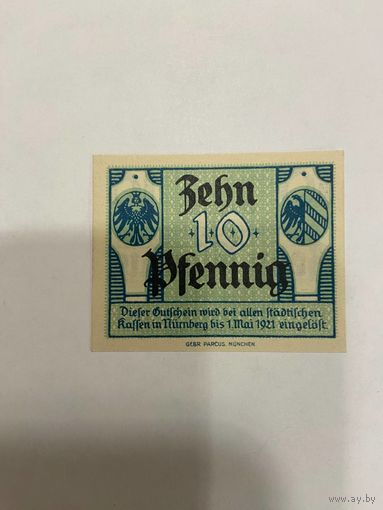 Zehn
10
Pfennig
Dieser Gutschein wird bei allen städtischen
Kassen in Nürnberg bis 1. Mai 1921 eingelöst.
GEBR. PARCUS, MÜNCHEN
www.ay.by